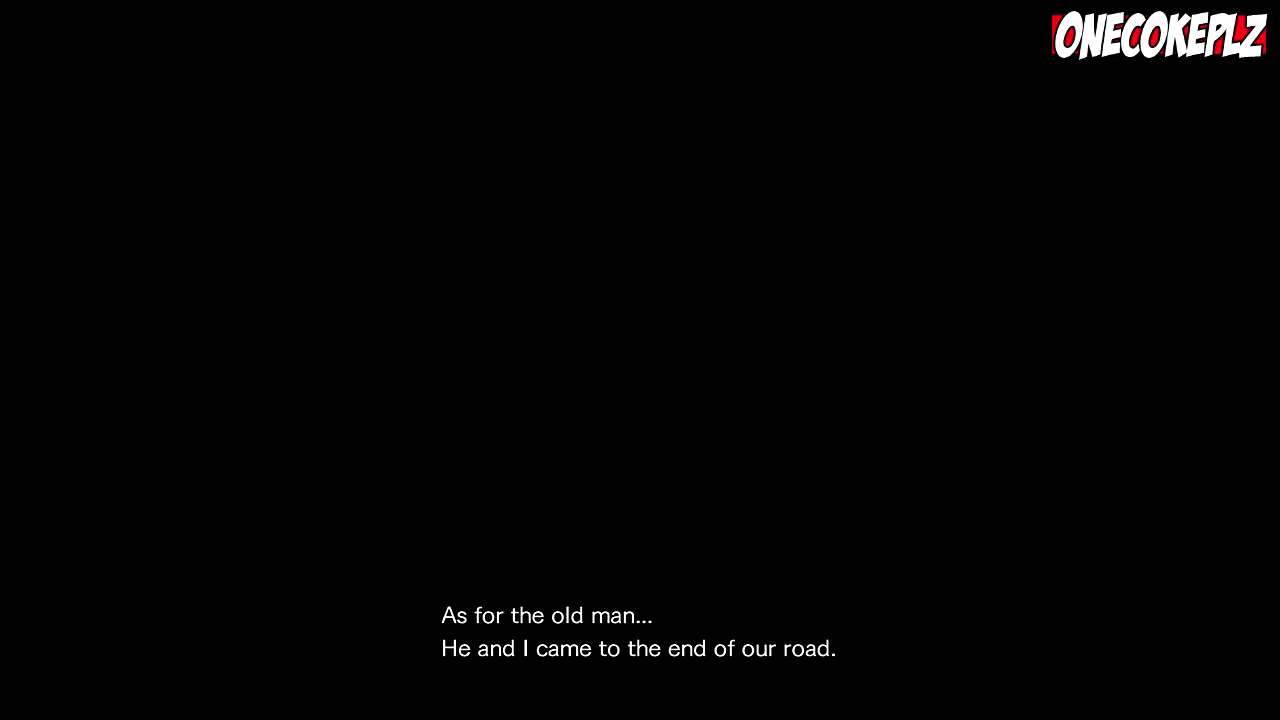 ONECOKEPLZ
As for the old man...
He and I came to the end of our road.